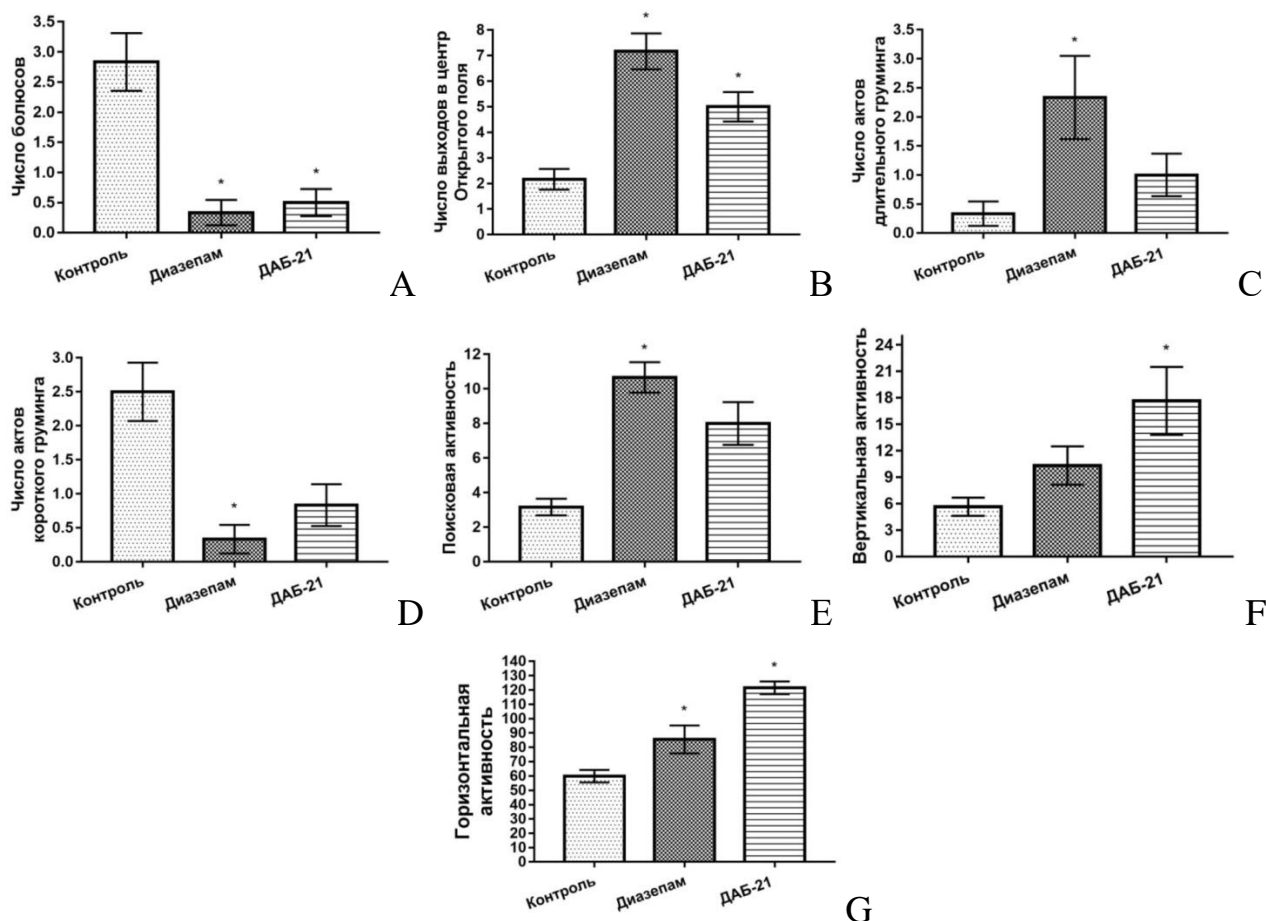 Число болюсов
3.5
3.0
2.5
2.0
1.5
1.0
0.5
0.0
*
*
Контроль
Диазепам
ДАБ-21
A
Число выходов в центр
Открытого поля
8
7
6
5
4
3
2
1
0
*
*
Контроль
Диазепам
ДАБ-21
B
Число актов
длительного груминга
3.5
3.0
2.5
2.0
1.5
1.0
0.5
0.0
*
Контроль
Диазепам
ДАБ-21
C
Число актов
короткого груминга
3.0
2.5
2.0
1.5
1.0
0.5
0.0
*
Контроль
Диазепам
ДАБ-21
D
Поисковая активность
12
10
8
6
4
2
0
*
Контроль
Диазепам
ДАБ-21
E
Вертикальная активность
24
21
18
15
12
9
6
3
0
*
Контроль
Диазепам
ДАБ-21
F
Горизонтальная
активность
140
130
120
110
100
90
80
70
60
50
40
30
20
10
0
*
*
Контроль
Диазепам
ДАБ-21
G